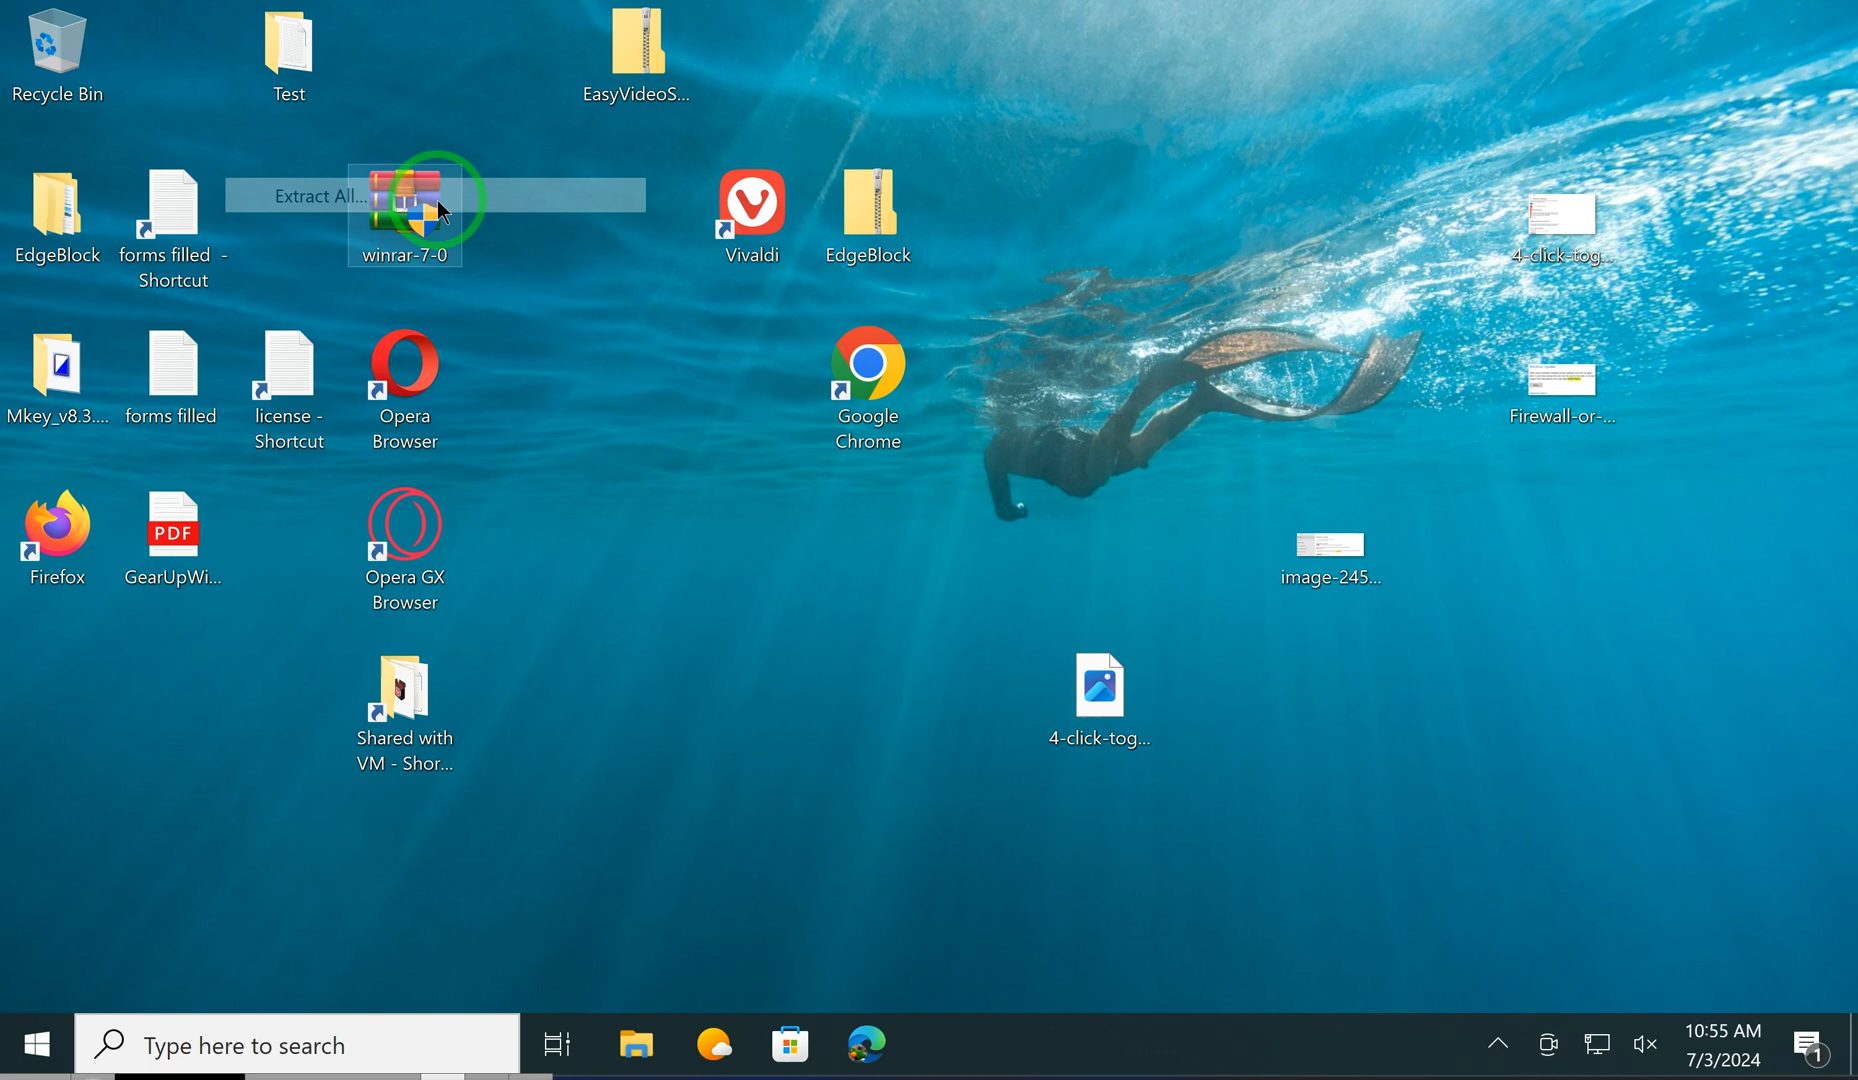 Recycle Bin
Test
EasyVideoS...
Extract All...
EdgeBlock
forms filled -
Shortcut
winrar-7-0
Vivaldi
EdgeBlock
4-click-tog...
Mkey_v8.3....
forms filled
license -
Shortcut
Opera
Browser
Google
Chrome
Firewall-or-...
PDF
Firefox
GearUpWi...
Opera GX
Browser
image-245...
Shared with
VM - Shor...
4-click-tog...
Type here to search
10:55 AM
7/3/2024
1